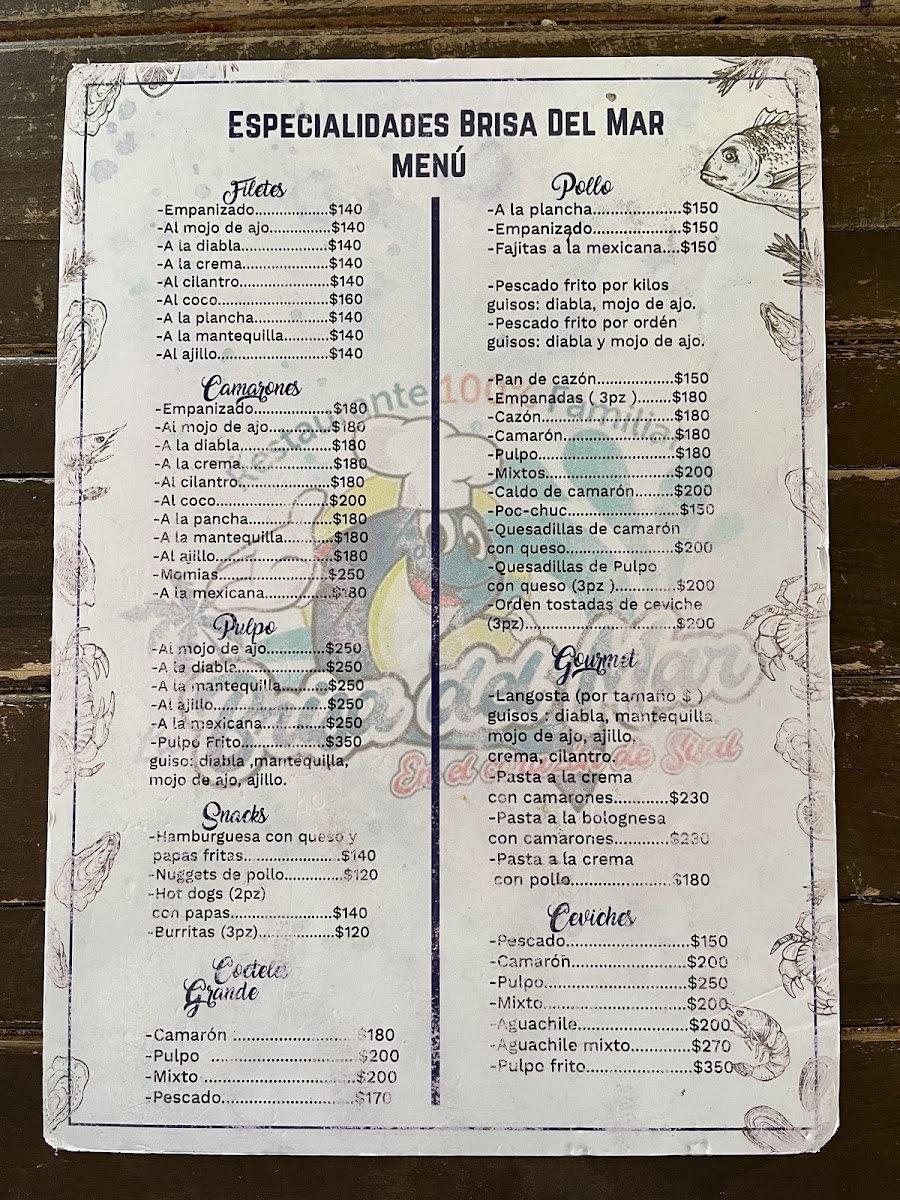 ESPECIALIDADES BRISA DEL MAR
MENÚ
Filetes
-Empanizado..................$140
-Al mojo de ajo...............$140
-A la diabla.....................$140
-A la crema.....................$140
-Al cilantro......................$140
-Al coco...........................$160
-A la plancha..................$140
-A la mantequilla............$140
-Al ajillo............................$140
Camarones
-Empanizado...................$180
-Al mojo de ajo...............$180
-A la diabla......................$180
-A la crema......................$180
-Al cilantro.......................$180
-Al coco............................$200
-A la pancha....................$180
-A la mantequilla............$180
-Al ajillo.............................$180
-Momias...........................$250
-A la mexicana................$180
Pulpo
-Al mojo de ajo...............$250
-A la diabla......................$250
-A la mantequilla............$250
-Al ajillo............................$250
-A la mexicana................$250
-Pulpo Frito.....................$350
guiso: diabla ,mantequilla,
mojo de ajo, ajillo.
Snacks
-Hamburguesa con queso y
papas fritas.. .....................$140
-Nuggets de pollo..............$120
-Hot dogs (2pz)
con papas.........................$140
-Burritas (3pz)...................$120
Cocteles
Grande
-Camarón :..............................$180
-Pulpo ....................................$200
-Mixto .....................................$200
-Pescado.................................$170
Pollo
-A la plancha......................$150
-Empanizado......................$150
-Fajitas a la mexicana....$150
-Pescado frito por kilos
guisos: diabla, mojo de ajo.
-Pescado frito por ordén
guisos: diabla y mojo de ajo.
-Pan de cazón...................$150
-Empanadas ( 3pz ).......$180
-Cazón................................$180
-Camarón...........................$180
-Pulpo.................................$180
-Mixtos...............................$200
-Caldo de camarón.........$200
-Poc-chuc...........................$150
-Quesadillas de camarón
con queso..........................$200
-Quesadillas de Pulpo
con queso (3pz )...............$200
-Orden tostadas de ceviche
(3pz)....................................$200
Gourmet
-Langosta (por tamaño $ )
guisos : diabla, mantequilla,
mojo de ajo, ajillo,
crema, cilantro.
-Pasta a la crema
con camarones............$230
-Pasta a la bolognesa
con camarones............$230
-Pasta a la crema
con pollo........................$180
Ceviches
-Pescado..............................$150
-Camarón............................$200
-Pulpo...................................$250
-Mixto...................................$200
-Aguachile...........................$200
-Aguachile mixto............$270
-Pulpo frito..........................$350
Restaurante 100% Familiar
Brisa del Mar
En el corazón de Sisal